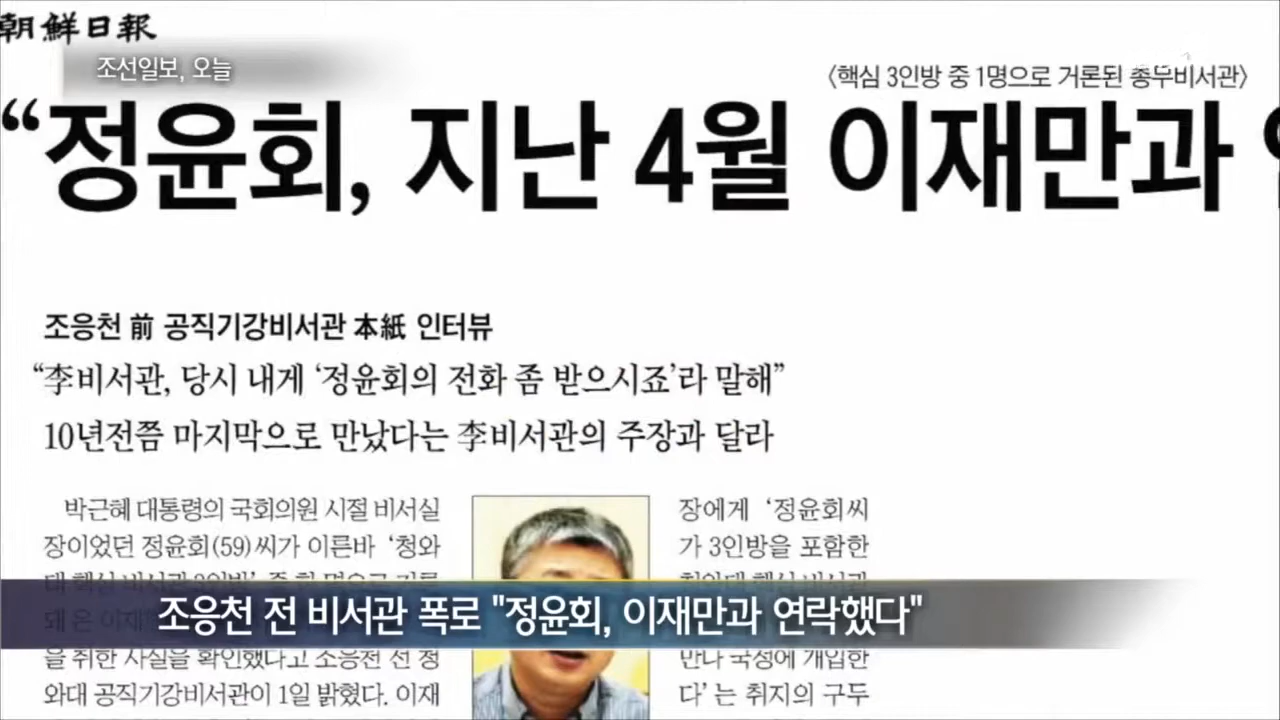 朝鮮日報
조선일보, 오늘
〈핵심 3인방 중 1명으로 거론된 총무비서관〉
“정윤회, 지난 4월 이재만과
조응천 前 공직기강비서관 本紙 인터뷰
“李비서관, 당시 내게 ‘정윤회의 전화 좀 받으시죠’라 말해”
10년전쯤 마지막으로 만났다는 李비서관의 주장과 달라
박근혜 대통령의 국회의원 시절 비서실
장이었던 정윤회(59)씨가 이른바 ‘청와
을 취한 사실을 확인했다고 조응천 전 청
와대 공직기강비서관이 1일 밝혔다. 이재
장에게 ‘정윤회씨
가 3인방을 포함한
만나 국정에 개입한
다’는 취지의 구두
조응천 전 비서관 폭로 "정윤회, 이재만과 연락했다"